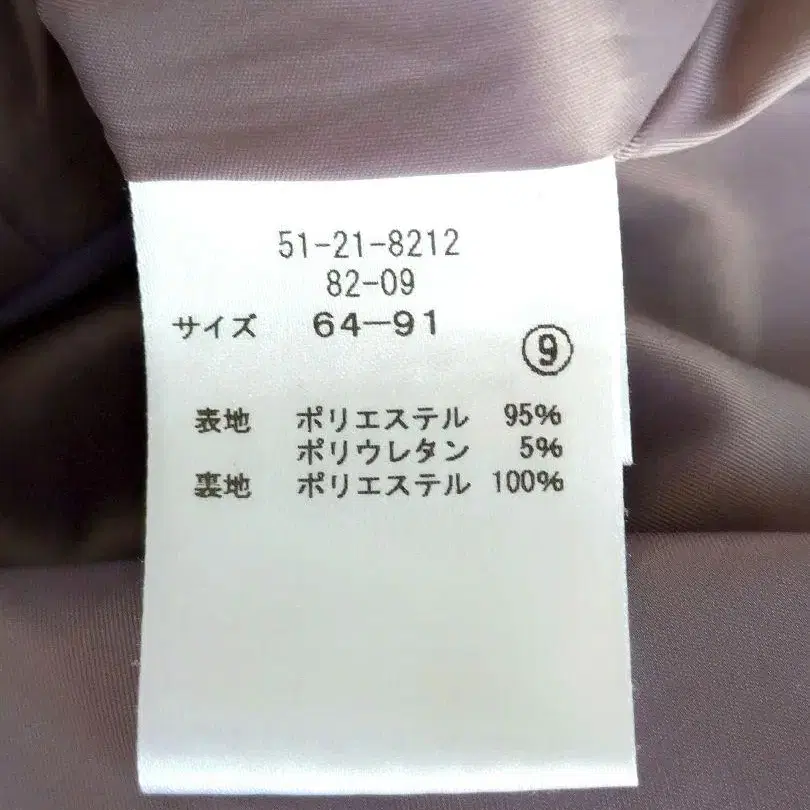 51-21-8212
82-09
サイズ 64-91
⑨
表地 ポリエステル 95%
ポリウレタン 5%
裏地 ポリエステル 100%